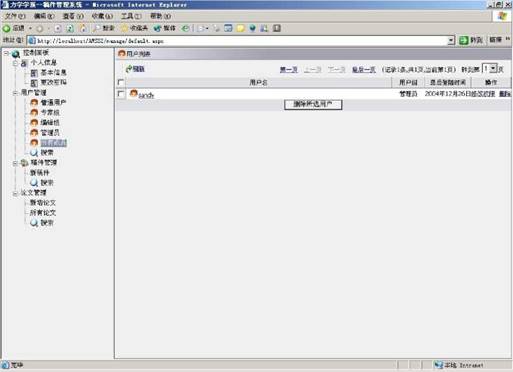 力学学报--稿件管理系统 - Microsoft Internet Explorer
文件(F) 编辑(E) 查看(V) 收藏(A) 工具(T) 帮助(H)
后退 搜索 收藏夹 媒体
地址(D) http://localhost/AMSS2/manage/default.aspx 转到 链接
控制面板
个人信息
基本信息
更改密码
用户管理
普通用户
专家组
编辑组
管理员
搜索
稿件管理
新稿件
搜索
论文管理
新增论文
所有论文
搜索
用户列表
刷新 第一页 上一页 下一页 最后一页 (记录1条,共1页,当前第1页) 转到第 1 页
用户名 用户组 最后登陆时间 操作
sandy 管理员 2004年12月26日 修改权限 删除
删除所选用户
完毕 本地 Intranet